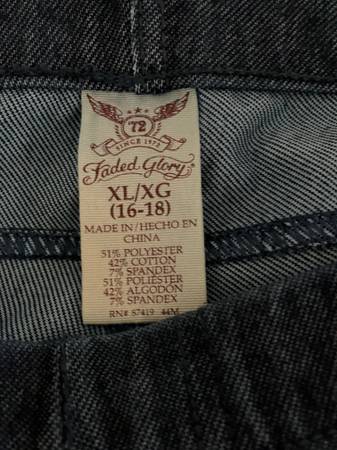 '72
SINCE 1972
Faded Glory
XL/XG
(16-18)
MADE IN/HECHO EN
CHINA
51% POLYESTER
42% COTTON
7% SPANDEX
51% POLIÉSTER
42% ALGODÓN
7% SPANDEX
RN# 57419 44M